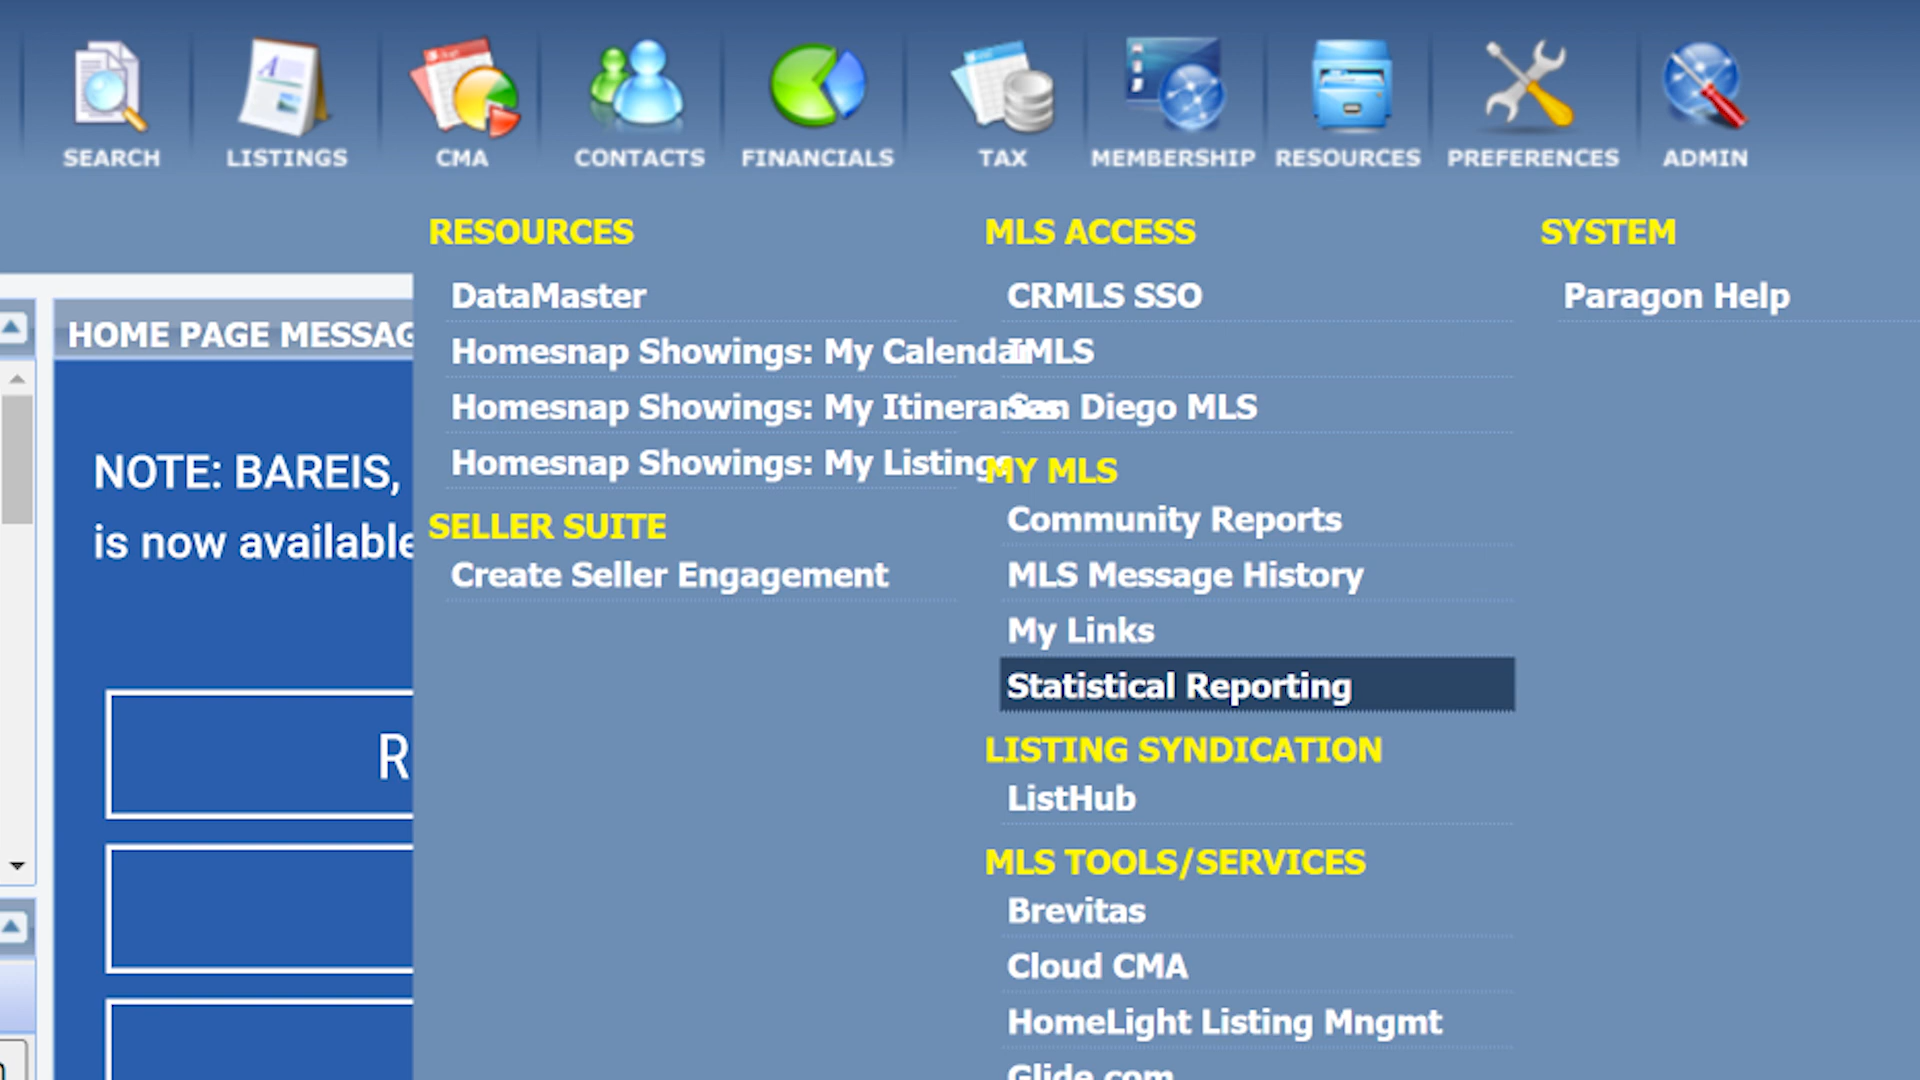 SEARCH
LISTINGS
CMA
CONTACTS
FINANCIALS
TAX
MEMBERSHIP
RESOURCES
PREFERENCES
ADMIN
HOME PAGE MESSAG
NOTE: BAREIS,
is now available
R
RESOURCES
DataMaster
Homesnap Showings: My Calendar
Homesnap Showings: My Itineraries
Homesnap Showings: My Listings
SELLER SUITE
Create Seller Engagement
MLS ACCESS
CRMLS SSO
IMLS
San Diego MLS
MY MLS
Community Reports
MLS Message History
My Links
Statistical Reporting
LISTING SYNDICATION
ListHub
MLS TOOLS/SERVICES
Brevitas
Cloud CMA
HomeLight Listing Mngmt
Glide.com
SYSTEM
Paragon Help